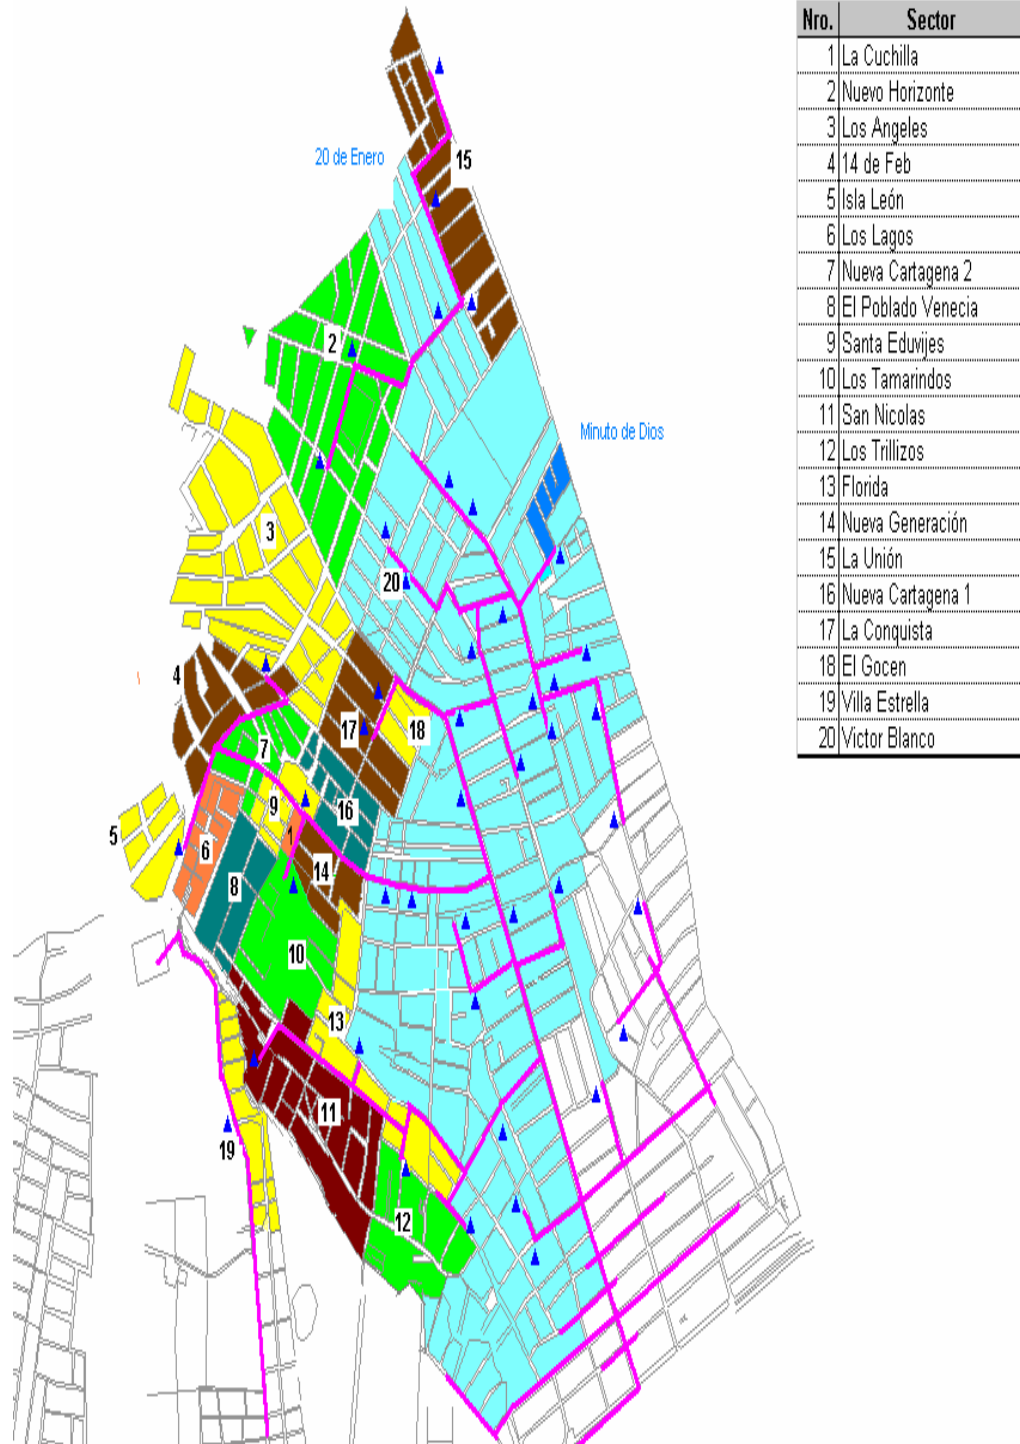 Nro. Sector
1 La Cuchilla
2 Nuevo Horizonte
3 Los Angeles
4 14 de Feb
5 Isla León
6 Los Lagos
7 Nueva Cartagena 2
8 El Poblado Venecia
9 Santa Eduvijes
10 Los Tamarindos
11 San Nicolas
12 Los Trillizos
13 Florida
14 Nueva Generación
15 La Unión
16 Nueva Cartagena 1
17 La Conquista
18 El Gocen
19 Villa Estrella
20 Victor Blanco
20 de Enero
15
2
Minuto de Dios
3
20
4
17
18
7
9
16
5
1
6
14
8
10
13
11
19
12